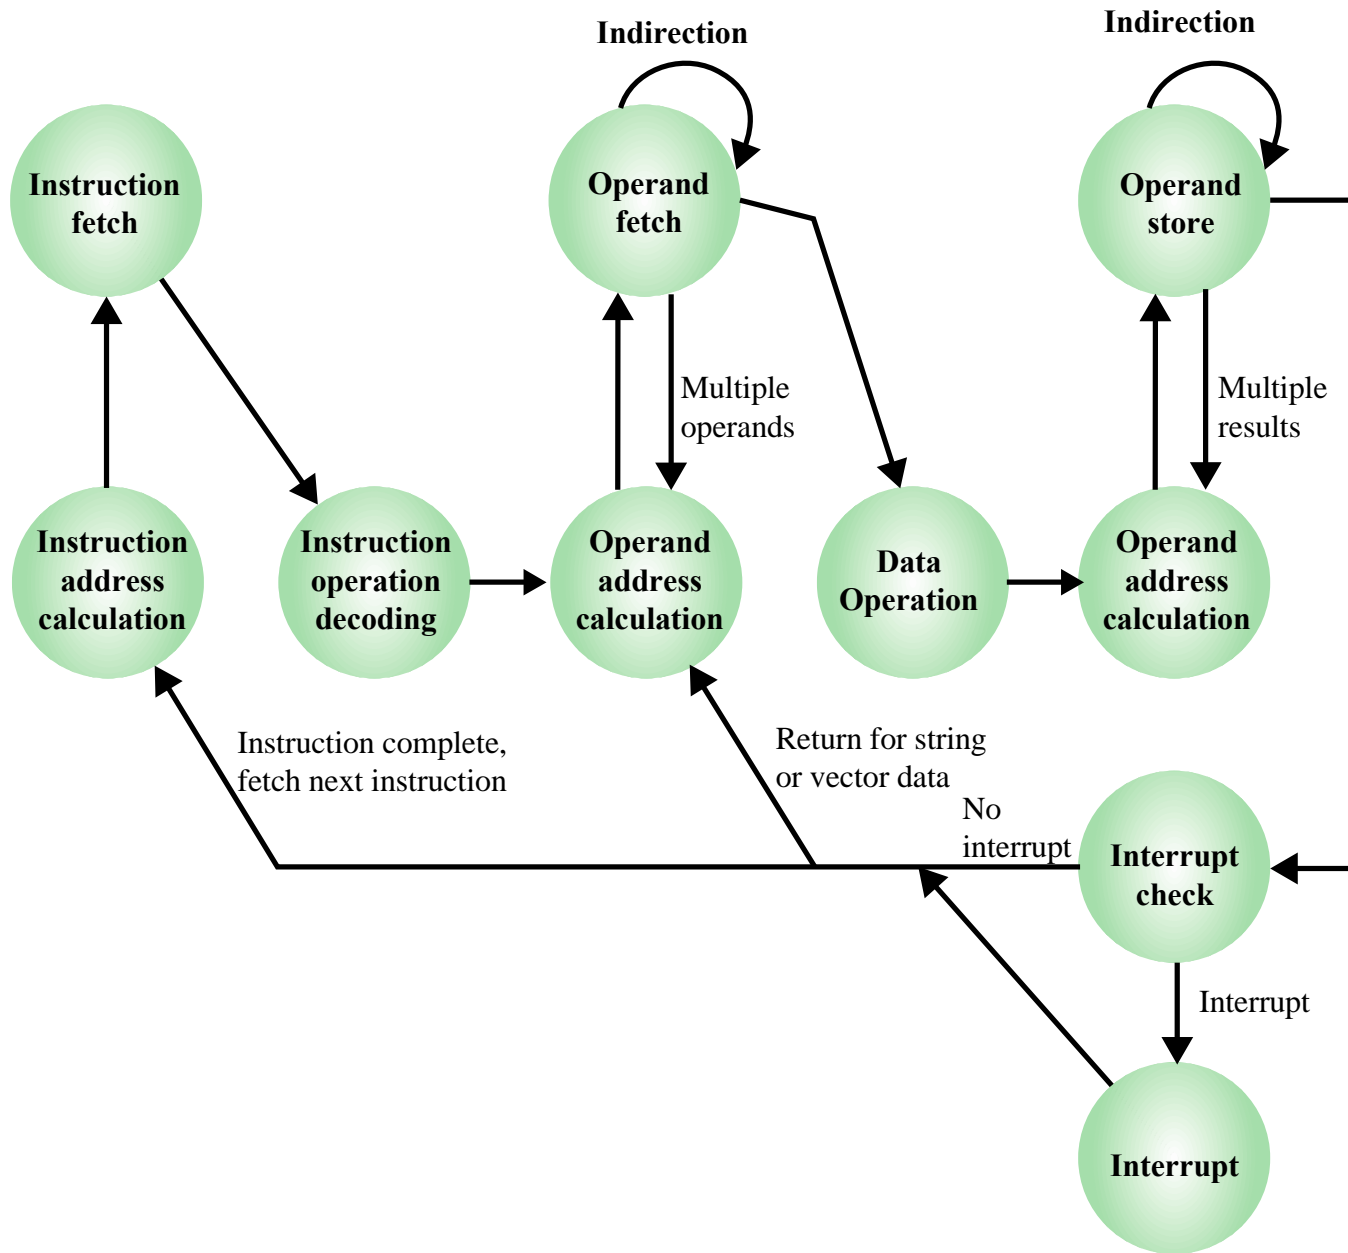 Indirection
Indirection
Instruction
fetch
Operand
fetch
Operand
store
Multiple
operands
Multiple
results
Instruction
address
calculation
Instruction
operation
decoding
Operand
address
calculation
Data
Operation
Operand
address
calculation
Instruction complete,
fetch next instruction
Return for string
or vector data
No
interrupt
Interrupt
check
Interrupt
Interrupt